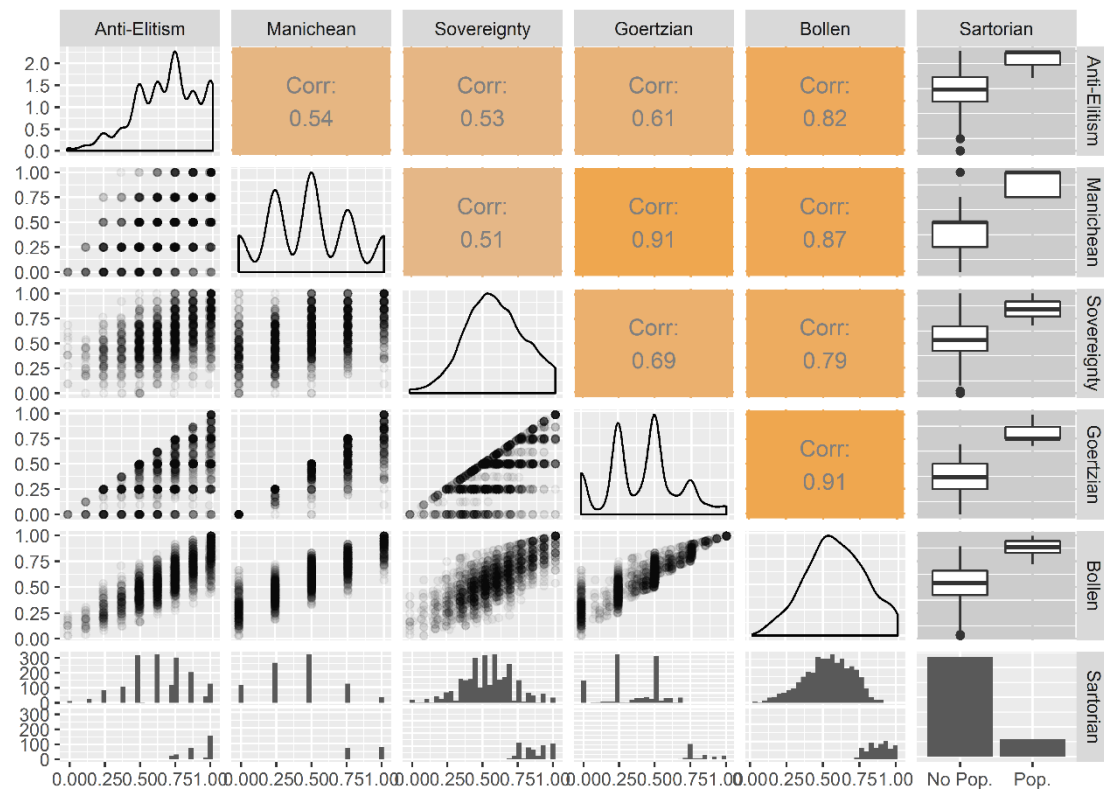 Anti-Elitism Manichean Sovereignty Goertzian Bollen Sartorian
2.0
1.5
1.0
0.5
0.0
Corr:
0.54
Corr:
0.53
Corr:
0.61
Corr:
0.82
Anti-Elitism
1.00
0.75
0.50
0.25
0.00
Corr:
0.51
Corr:
0.91
Corr:
0.87
Manichean
1.00
0.75
0.50
0.25
0.00
Corr:
0.69
Corr:
0.79
Sovereignty
1.00
0.75
0.50
0.25
0.00
Corr:
0.91
Goertzian
1.00
0.75
0.50
0.25
0.00
Bollen
300
200
100
0
300
200
100
0
Sartorian
0.000.250.500.751.00 0.000.250.500.751.00 0.000.250.500.751.00 0.000.250.500.751.00 0.000.250.500.751.00 No Pop. Pop.